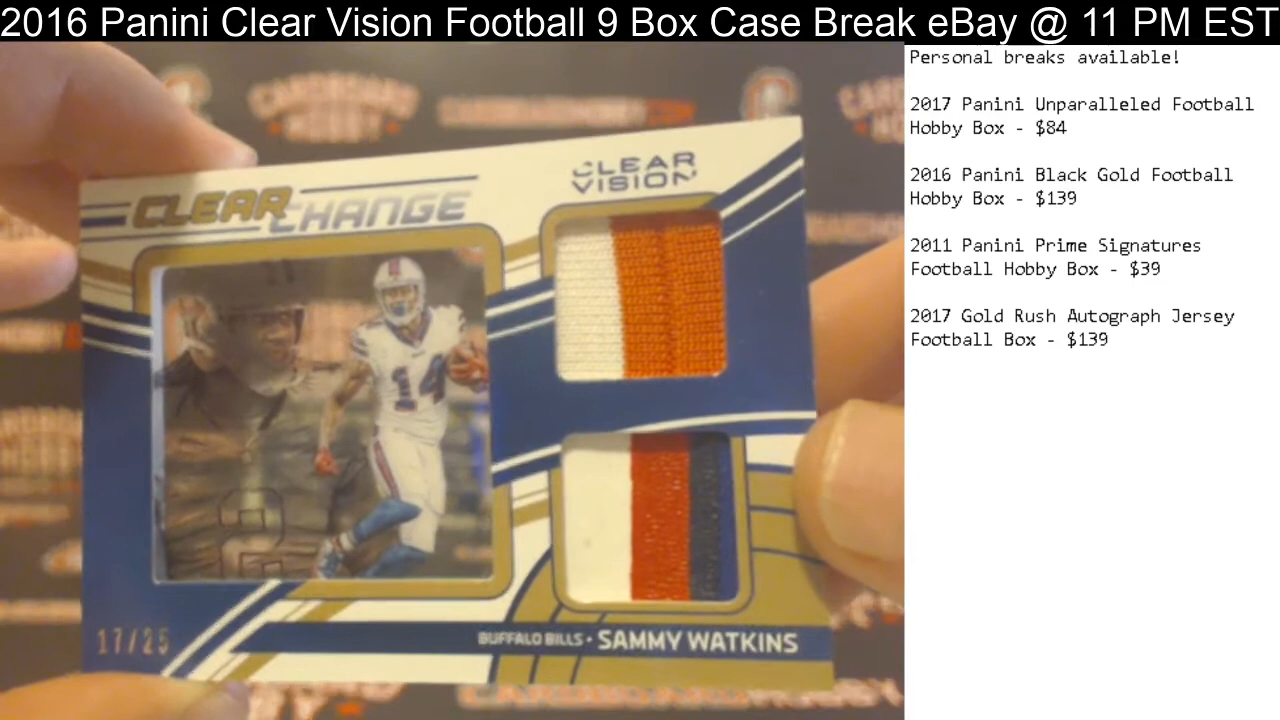 2016 Panini Clear Vision Football 9 Box Case Break eBay @ 11 PM EST
Personal breaks available!
2017 Panini Unparalleled Football
Hobby Box - $84
2016 Panini Black Gold Football
Hobby Box - $139
2011 Panini Prime Signatures
Football Hobby Box - $39
2017 Gold Rush Autograph Jersey
Football Box - $139
CLEAR
VISION
CLEAR
CHANGE
14
17/25
BUFFALO BILLS • SAMMY WATKINS